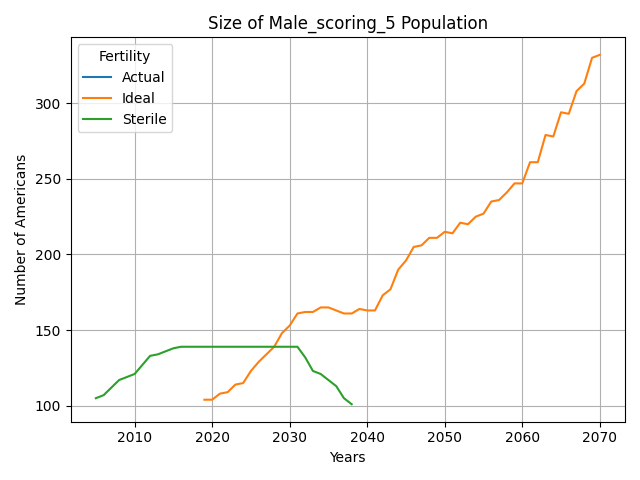 Size of Male_scoring_5 Population
Fertility
Actual
Ideal
Sterile
Number of Americans
300
250
200
150
100
2010 2020 2030 2040 2050 2060 2070
Years